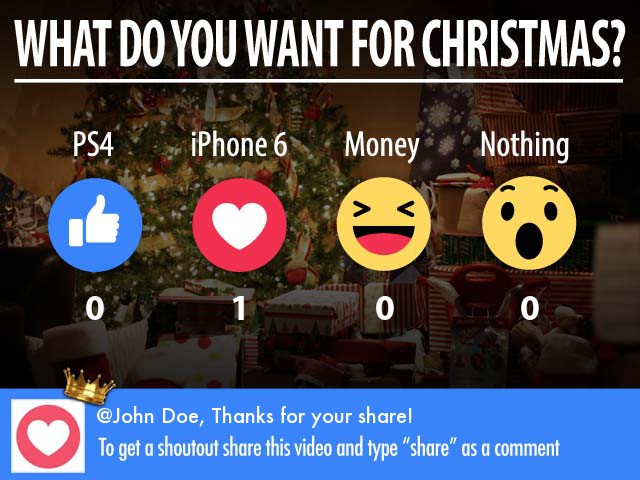 WHAT DO YOU WANT FOR CHRISTMAS?
PS4 iPhone 6 Money Nothing
0 1 0 0
@John Doe, Thanks for your share!
To get a shoutout share this video and type “share” as a comment